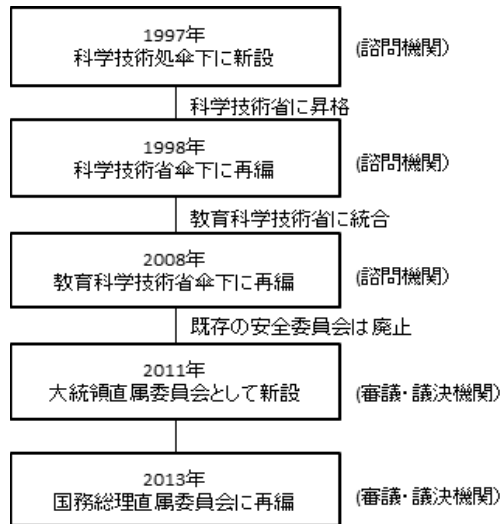 1997年
科学技術処傘下に新設
(諮問機関)
科学技術省に昇格
1998年
科学技術省傘下に再編
(諮問機関)
教育科学技術省に統合
2008年
教育科学技術省傘下に再編
(諮問機関)
既存の安全委員会は廃止
2011年
大統領直属委員会として新設
(審議・議決機関)
2013年
国務総理直属委員会に再編
(審議・議決機関)